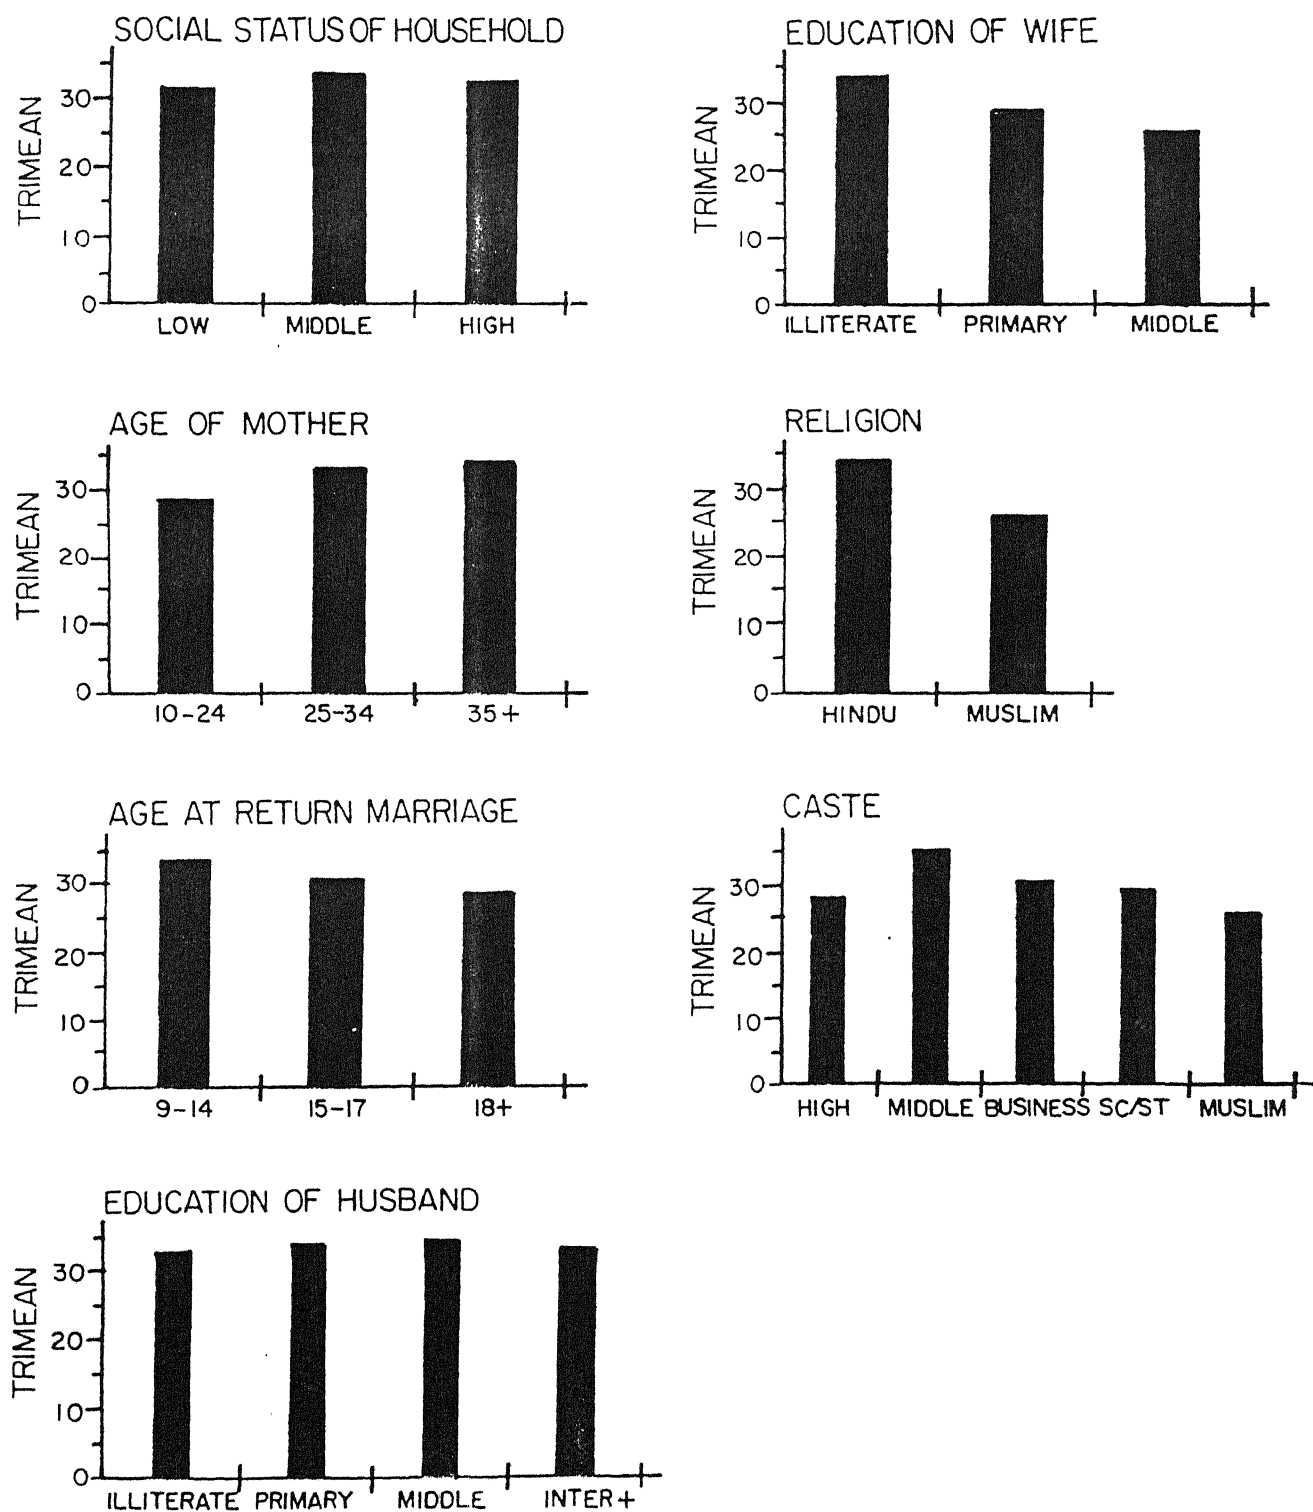 SOCIAL STATUS OF HOUSEHOLD
TRIMEAN
30
20
10
0
LOW MIDDLE HIGH
EDUCATION OF WIFE
TRIMEAN
30
20
10
0
ILLITERATE PRIMARY MIDDLE
AGE OF MOTHER
TRIMEAN
30
20
10
0
10-24 25-34 35+
RELIGION
TRIMEAN
30
20
10
0
HINDU MUSLIM
AGE AT RETURN MARRIAGE
TRIMEAN
30
20
10
0
9-14 15-17 18+
CASTE
TRIMEAN
30
20
10
0
HIGH MIDDLE BUSINESS SC/ST MUSLIM
EDUCATION OF HUSBAND
TRIMEAN
30
20
10
0
ILLITERATE PRIMARY MIDDLE INTER+